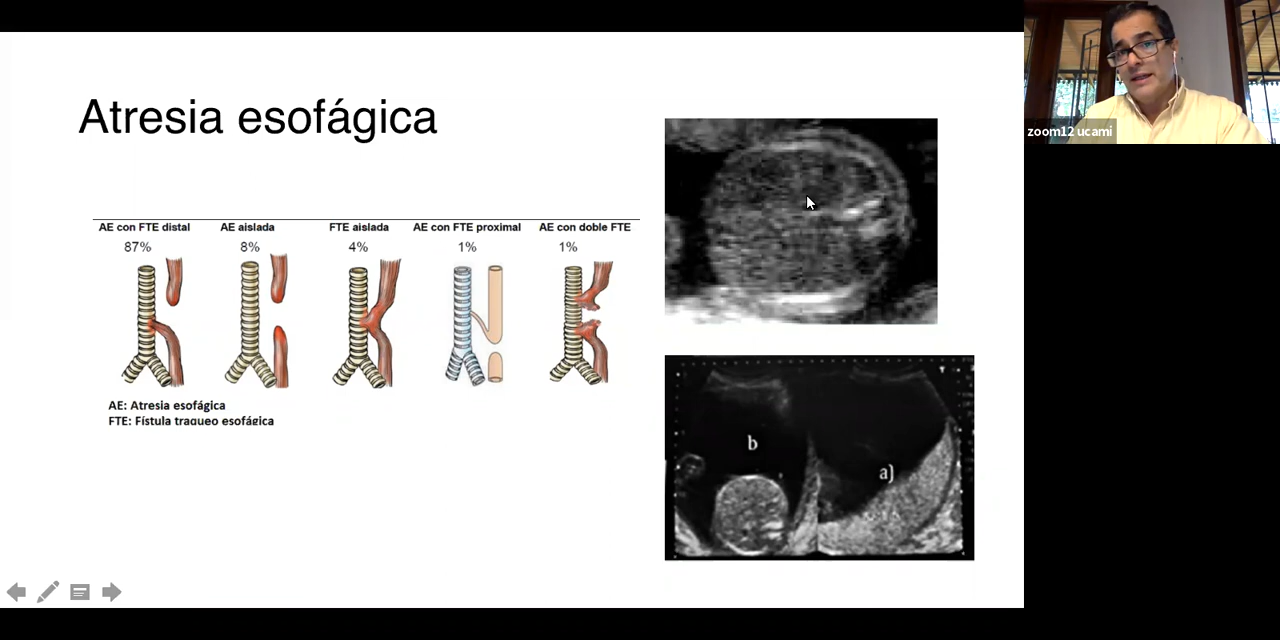 Atresia esofágica
AE con FTE distal AE aislada FTE aislada AE con FTE proximal AE con doble FTE
87% 8% 4% 1% 1%
AE: Atresia esofágica
FTE: Fístula traqueo esofágica
b
a)
zoom12 ucami